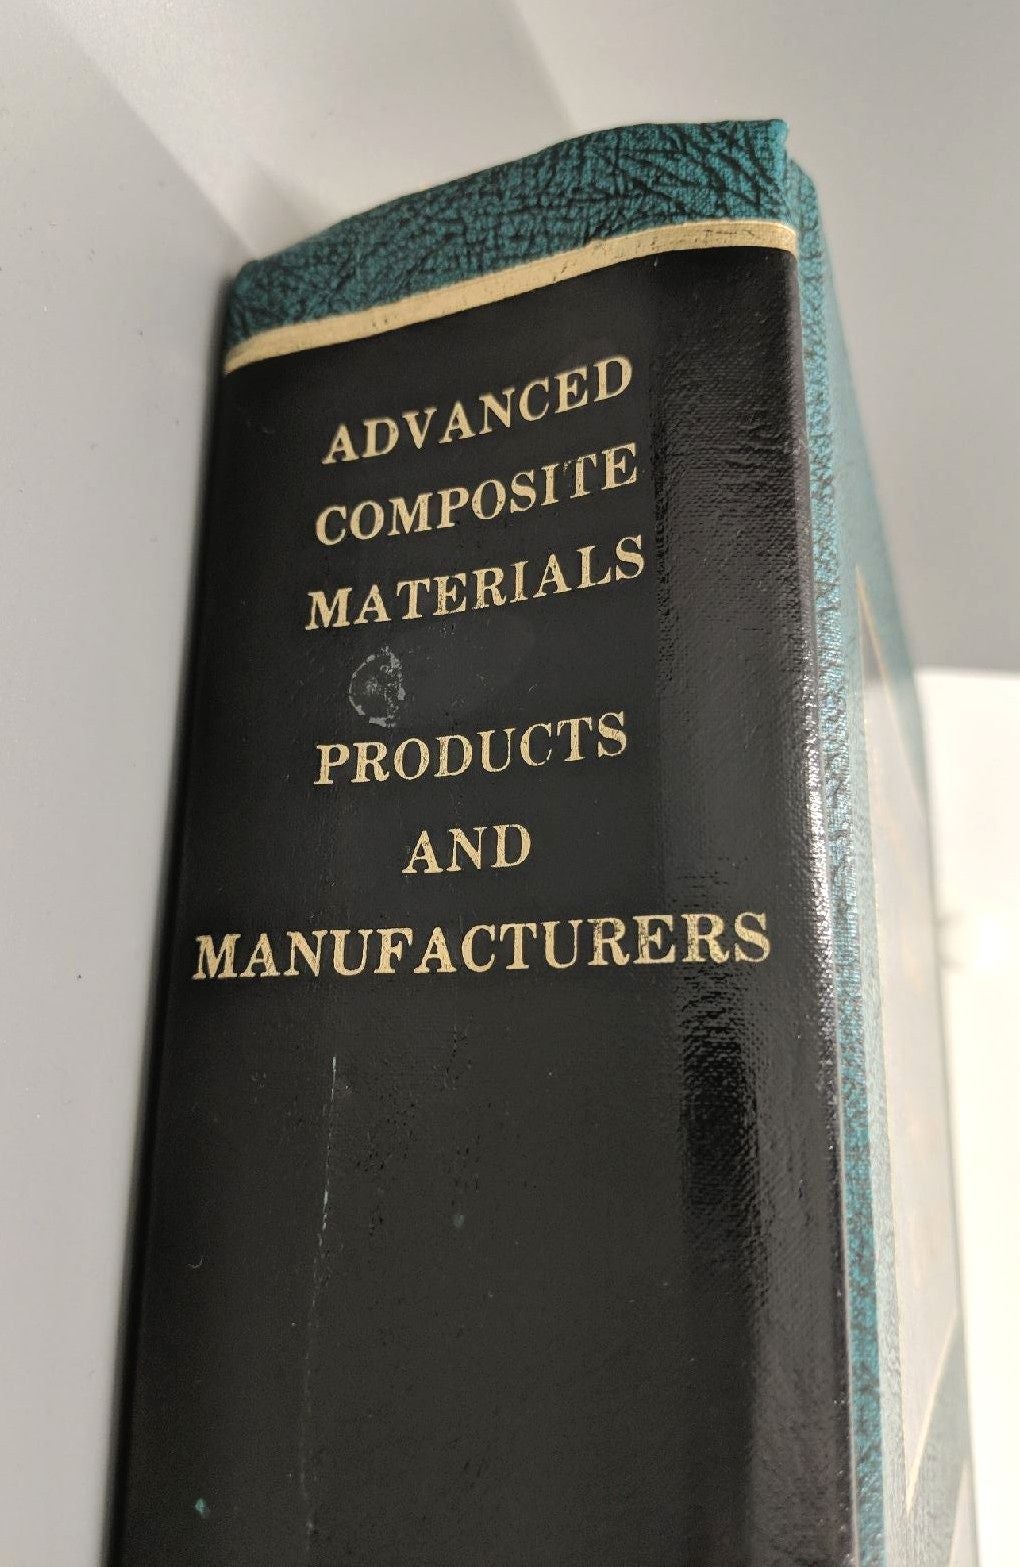 ADVANCED
COMPOSITE
MATERIALS
PRODUCTS
AND
MANUFACTURERS